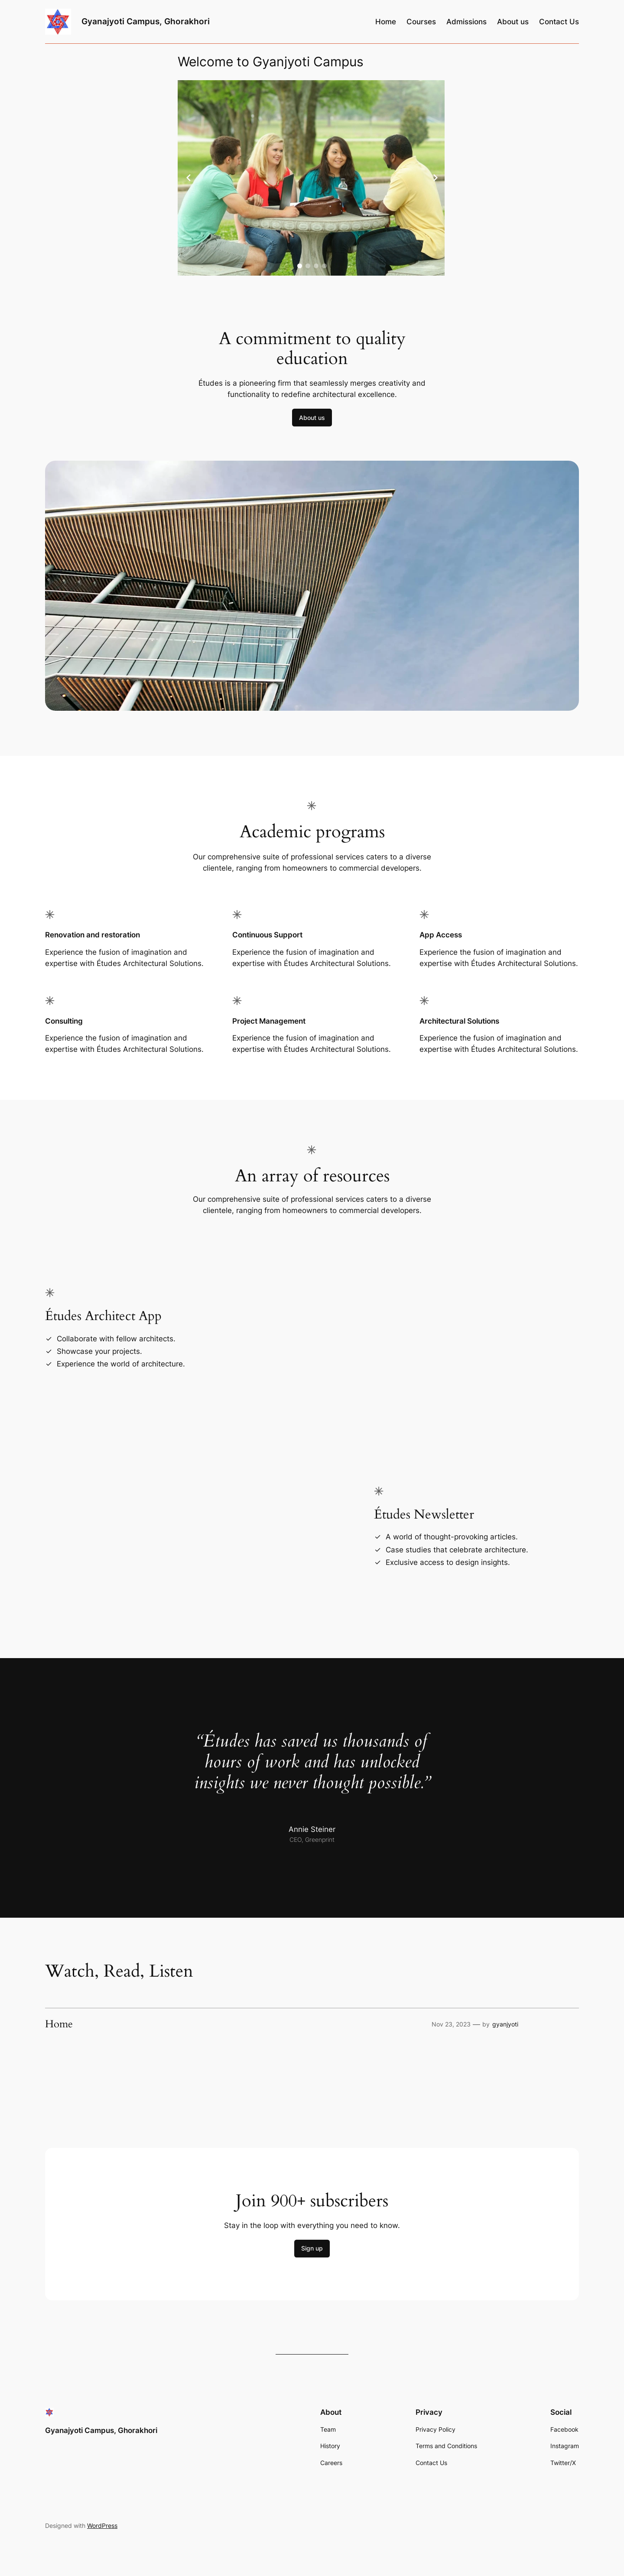 Gyanajyoti Campus, Ghorakhori
Home Courses Admissions About us Contact Us
Welcome to Gyanjyoti Campus
A commitment to quality
education
Études is a pioneering firm that seamlessly merges creativity and
functionality to redefine architectural excellence.
About us
Academic programs
Our comprehensive suite of professional services caters to a diverse
clientele, ranging from homeowners to commercial developers.
Renovation and restoration
Experience the fusion of imagination and
expertise with Études Architectural Solutions.
Continuous Support
Experience the fusion of imagination and
expertise with Études Architectural Solutions.
App Access
Experience the fusion of imagination and
expertise with Études Architectural Solutions.
Consulting
Experience the fusion of imagination and
expertise with Études Architectural Solutions.
Project Management
Experience the fusion of imagination and
expertise with Études Architectural Solutions.
Architectural Solutions
Experience the fusion of imagination and
expertise with Études Architectural Solutions.
An array of resources
Our comprehensive suite of professional services caters to a diverse
clientele, ranging from homeowners to commercial developers.
Études Architect App
Collaborate with fellow architects.
Showcase your projects.
Experience the world of architecture.
Études Newsletter
A world of thought-provoking articles.
Case studies that celebrate architecture.
Exclusive access to design insights.
“Études has saved us thousands of
hours of work and has unlocked
insights we never thought possible.”
Annie Steiner
CEO, Greenprint
Watch, Read, Listen
Home
Nov 23, 2023 — by gyanjyoti
Join 900+ subscribers
Stay in the loop with everything you need to know.
Sign up
Gyanajyoti Campus, Ghorakhori
About
Team
History
Careers
Privacy
Privacy Policy
Terms and Conditions
Contact Us
Social
Facebook
Instagram
Twitter/X
Designed with WordPress